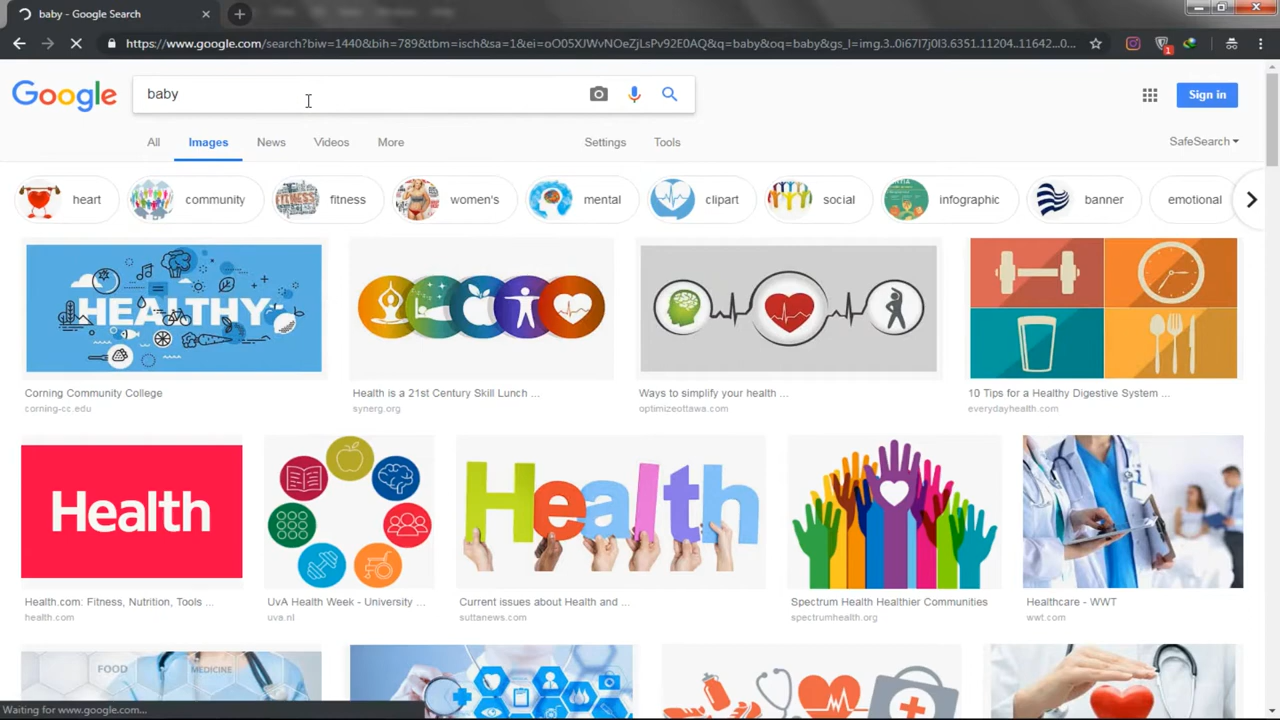 baby - Google Search
https://www.google.com/search?biw=1440&bih=789&tbm=isch&sa=1&ei=oO05XJWvNOeZjLsPv92E0AQ&q=baby&oq=baby&gs_l=img.3..0i67l7j0l3.6351.11204..11642...0...
1
Google
baby
Sign in
All
Images
News
Videos
More
Settings
Tools
SafeSearch
heart
community
fitness
women's
mental
clipart
social
infographic
banner
emotional
HEALTHY
Corning Community College
corning-cc.edu
Health is a 21st Century Skill Lunch ...
synerg.org
Ways to simplify your health ...
optimizeottawa.com
10 Tips for a Healthy Digestive System ...
everydayhealth.com
Health
Health.com: Fitness, Nutrition, Tools ...
health.com
UvA Health Week - University ...
uva.nl
Health
Current issues about Health and ...
suttanews.com
Spectrum Health Healthier Communities
spectrumhealth.org
Healthcare - WWT
wwt.com
FOOD
MEDICINE
Waiting for www.google.com...